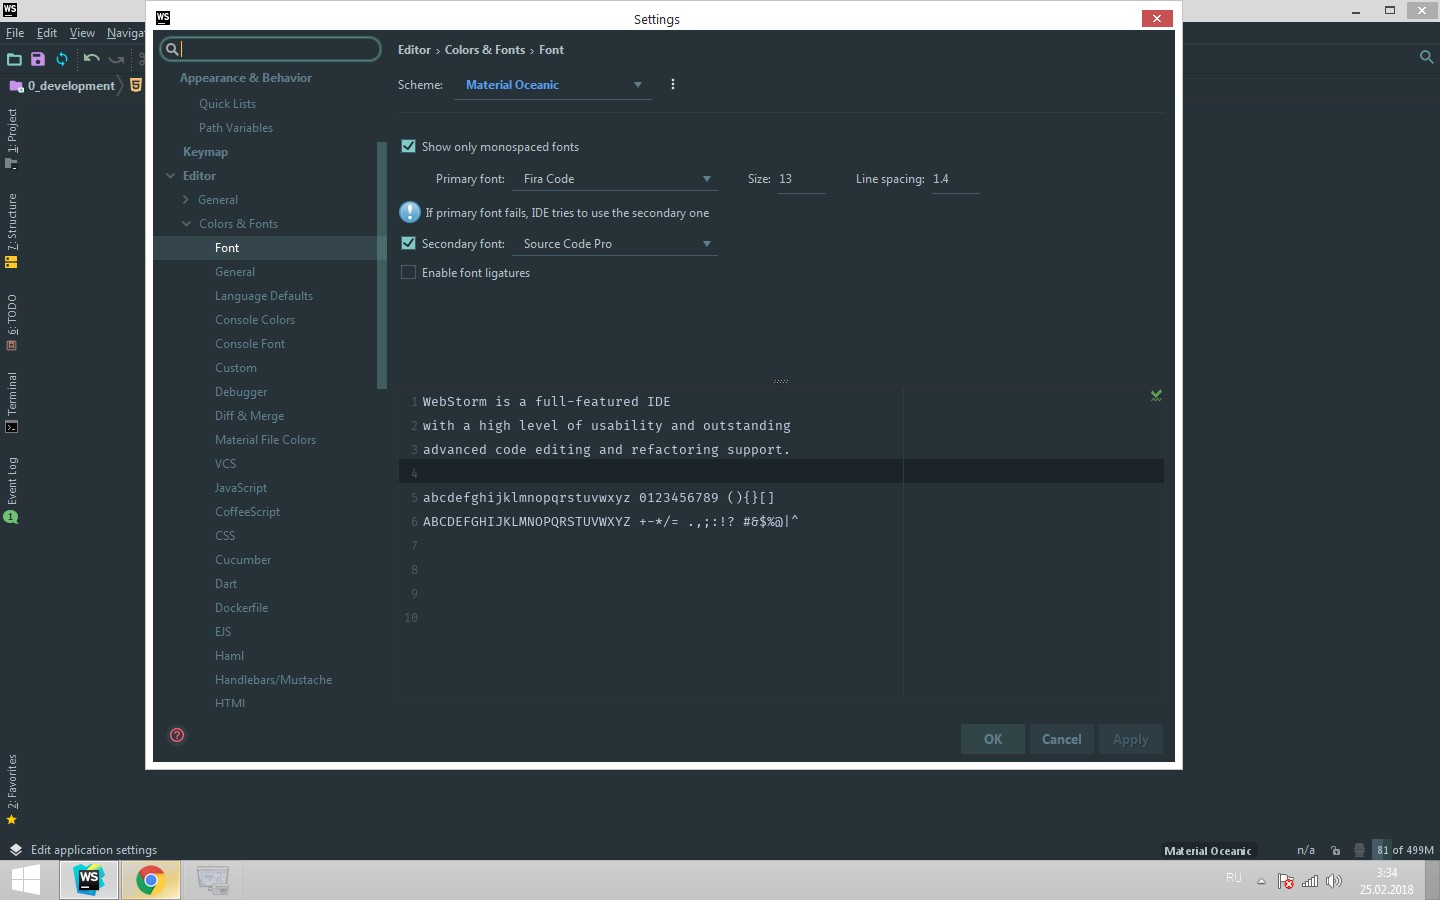 WS
WS
Settings
File Edit View Naviga
0_development
1: Project
7: Structure
6: TODO
Terminal
Event Log
1
2: Favorites
Appearance & Behavior
Quick Lists
Path Variables
Keymap
Editor
General
Colors & Fonts
Font
General
Language Defaults
Console Colors
Console Font
Custom
Debugger
Diff & Merge
Material File Colors
VCS
JavaScript
CoffeeScript
CSS
Cucumber
Dart
Dockerfile
EJS
Haml
Handlebars/Mustache
HTML
Editor › Colors & Fonts › Font
Scheme: Material Oceanic
Show only monospaced fonts
Primary font: Fira Code Size: 13 Line spacing: 1.4
If primary font fails, IDE tries to use the secondary one
Secondary font: Source Code Pro
Enable font ligatures
1 WebStorm is a full-featured IDE
2 with a high level of usability and outstanding
3 advanced code editing and refactoring support.
4
5 abcdefghijklmnopqrstuvwxyz 0123456789 (){}[]
6 ABCDEFGHIJKLMNOPQRSTUVWXYZ +-*/= .,;:!? #&$%@|^
7
8
9
10
? OK Cancel Apply
Edit application settings Material Oceanic n/a 81 of 499M
WS RU 3:34
25.02.2018